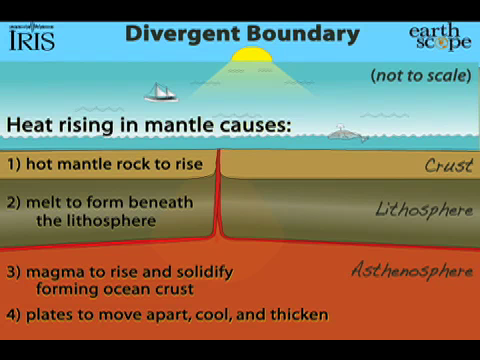 IRIS
Divergent Boundary
earth
scope
(not to scale)
Heat rising in mantle causes:
1) hot mantle rock to rise
Crust
2) melt to form beneath
the lithosphere
Lithosphere
3) magma to rise and solidify
forming ocean crust
Asthenosphere
4) plates to move apart, cool, and thicken